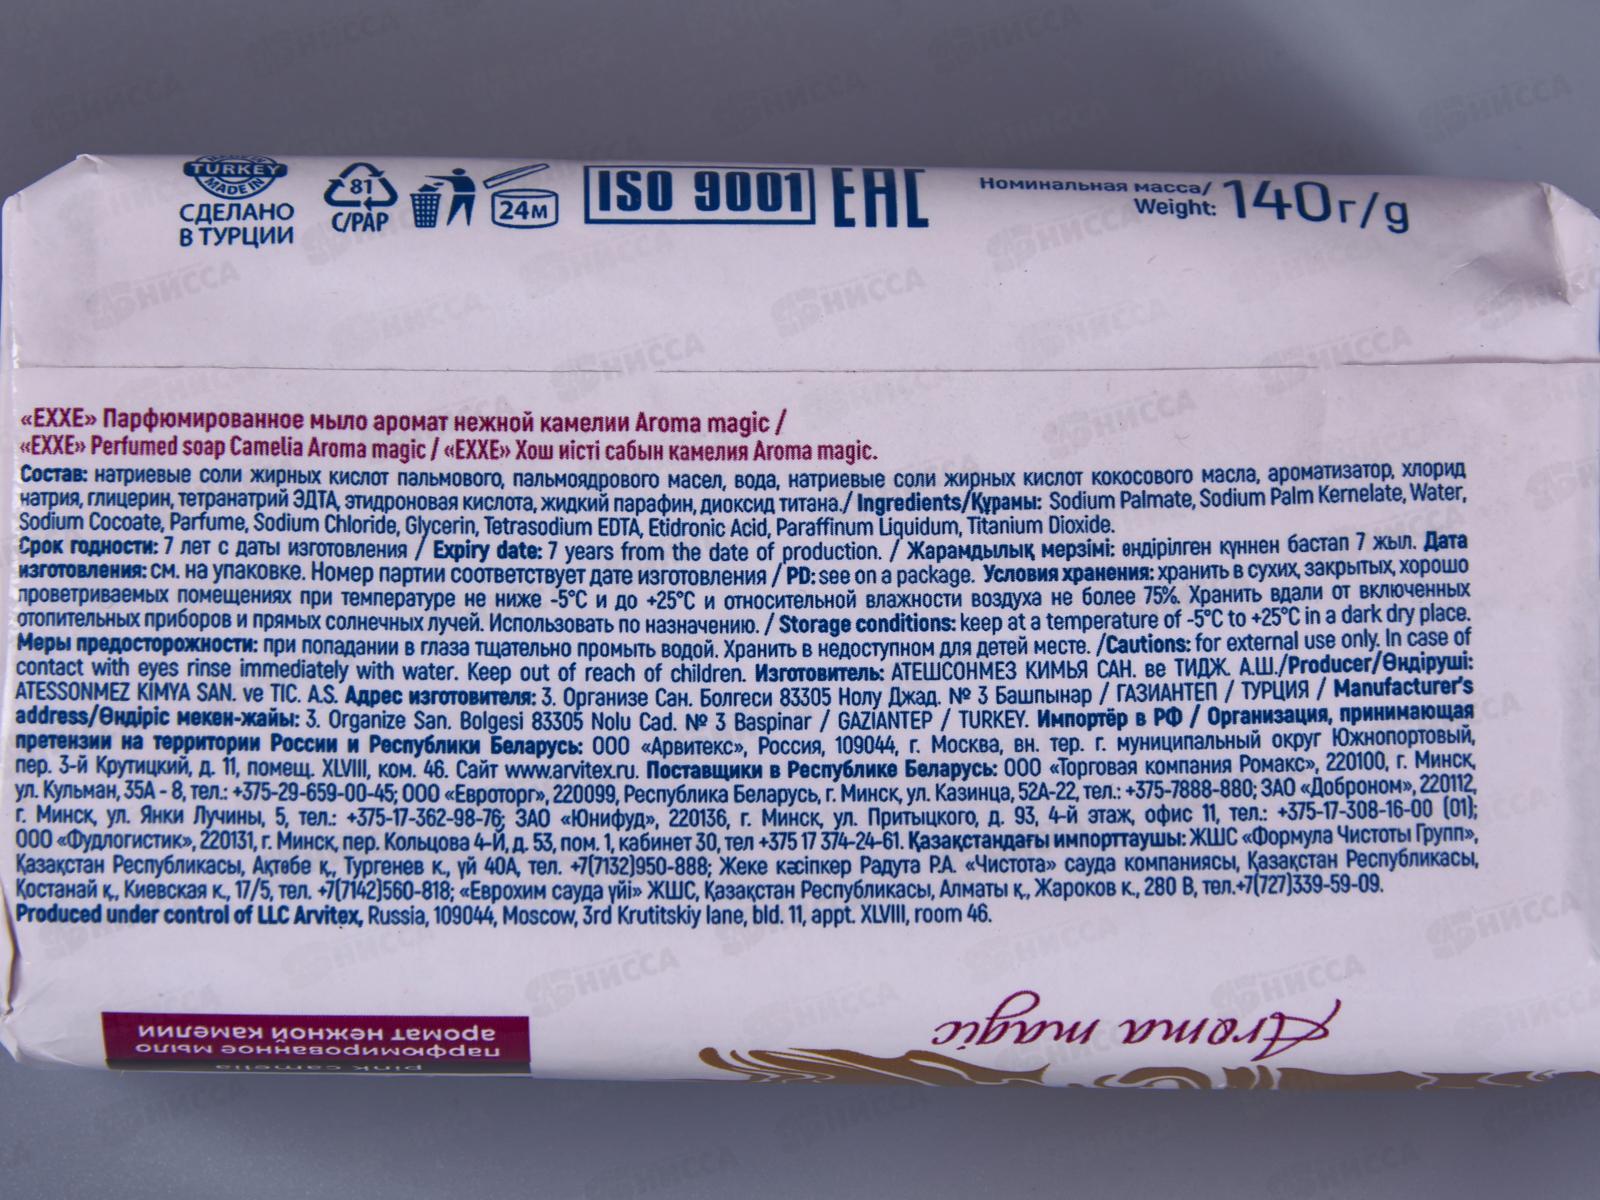 MADE IN
TURKEY
MADE IN
СДЕЛАНО
В ТУРЦИИ
81
C/PAP
24м
ISO 9001
EAC
Номинальная масса/
Weight: 140г/g
«EXXE» Парфюмированное мыло аромат нежной камелии Aroma magic /
«EXXE» Perfumed soap Camelia Aroma magic / «EXXE» Хош иісті сабын камелия Aroma magic.
Состав: натриевые соли жирных кислот пальмового, пальмоядрового масел, вода, натриевые соли жирных кислот кокосового масла, ароматизатор, хлорид
натрия, глицерин, тетранатрий ЭДТА, этидроновая кислота, жидкий парафин, диоксид титана./ Ingredients/Құрамы: Sodium Palmate, Sodium Palm Kernelate, Water,
Sodium Cocoate, Parfume, Sodium Chloride, Glycerin, Tetrasodium EDTA, Etidronic Acid, Paraffinum Liquidum, Titanium Dioxide.
Срок годности: 7 лет с даты изготовления / Expiry date: 7 years from the date of production. / Жарамдылық мерзімі: өндірілген күннен бастап 7 жыл. Дата
изготовления: см. на упаковке. Номер партии соответствует дате изготовления / PD: see on a package. Условия хранения: хранить в сухих, закрытых, хорошо
проветриваемых помещениях при температуре не ниже -5°С и до +25°С и относительной влажности воздуха не более 75%. Хранить вдали от включенных
отопительных приборов и прямых солнечных лучей. Использовать по назначению. / Storage conditions: keep at a temperature of -5°C to +25°C in a dark dry place.
Меры предосторожности: при попадании в глаза тщательно промыть водой. Хранить в недоступном для детей месте. /Cautions: for external use only. In case of
contact with eyes rinse immediately with water. Keep out of reach of children. Изготовитель: АТЕШСОНМЕЗ КИМЬЯ САН. ве ТИДЖ. А.Ш./Producer/Өндіруші:
ATESSONMEZ KIMYA SAN. ve TIC. A.S. Адрес изготовителя: 3. Организе Сан. Болгеси 83305 Нолу Джад. № 3 Башпынар / ГАЗИАНТЕП / ТУРЦИЯ / Manufacturer's
address/Өндіріс мекен-жайы: 3. Organize San. Bolgesi 83305 Nolu Cad. № 3 Baspinar / GAZIANTEP / TURKEY. Импортёр в РФ / Организация, принимающая
претензии на территории России и Республики Беларусь: ООО «Арвитекс», Россия, 109044, г. Москва, вн. тер. г. муниципальный округ Южнопортовый,
пер. 3-й Крутицкий, д. 11, помещ. XLVIII, ком. 46. Сайт www.arvitex.ru. Поставщики в Республике Беларусь: ООО «Торговая компания Ромакс», 220100, г. Минск,
ул. Кульман, 35А - 8, тел.: +375-29-659-00-45; ООО «Евроторг», 220099, Республика Беларусь, г. Минск, ул. Казинца, 52А-22, тел.: +375-7888-880; ЗАО «Доброном», 220112,
г. Минск, ул. Янки Лучины, 5, тел.: +375-17-362-98-76; ЗАО «Юнифуд», 220136, г. Минск, ул. Притыцкого, д. 93, 4-й этаж, офис 11, тел.: +375-17-308-16-00 (01);
ООО «Фудлогистик», 220131, г. Минск, пер. Кольцова 4-Й, д. 53, пом. 1, кабинет 30, тел +375 17 374-24-61. Қазақстандағы импорттаушы: ЖШС «Формула Чистоты Групп»,
Қазақстан Республикасы, Ақтөбе қ., Тургенев к., үй 40А, тел. +7(7132)950-888; Жеке кәсіпкер Радута Р.А. «Чистота» сауда компаниясы, Қазақстан Республикасы,
Қостанай қ., Киевская к., 17/5, тел. +7(7142)560-818; «Еврохим сауда үйі» ЖШС, Қазақстан Республикасы, Алматы қ., Жароков к., 280 В, тел.+7(727)339-59-09.
Produced under control of LLC Arvitex, Russia, 109044, Moscow, 3rd Krutitskiy lane, bld. 11, appt. XLVIII, room 46.
Aroma magic
pink camelia
парфюмированное мыло
аромат нежной камелии
НИССА